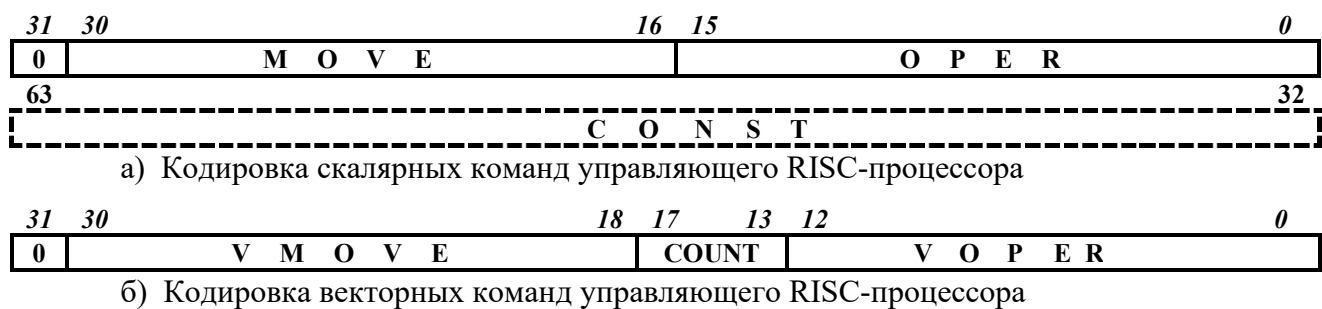 31 30 16 15 0
0 M O V E O P E R
63 32
C O N S T
а) Кодировка скалярных команд управляющего RISC-процессора
31 30 18 17 13 12 0
0 V M O V E COUNT V O P E R
б) Кодировка векторных команд управляющего RISC-процессора